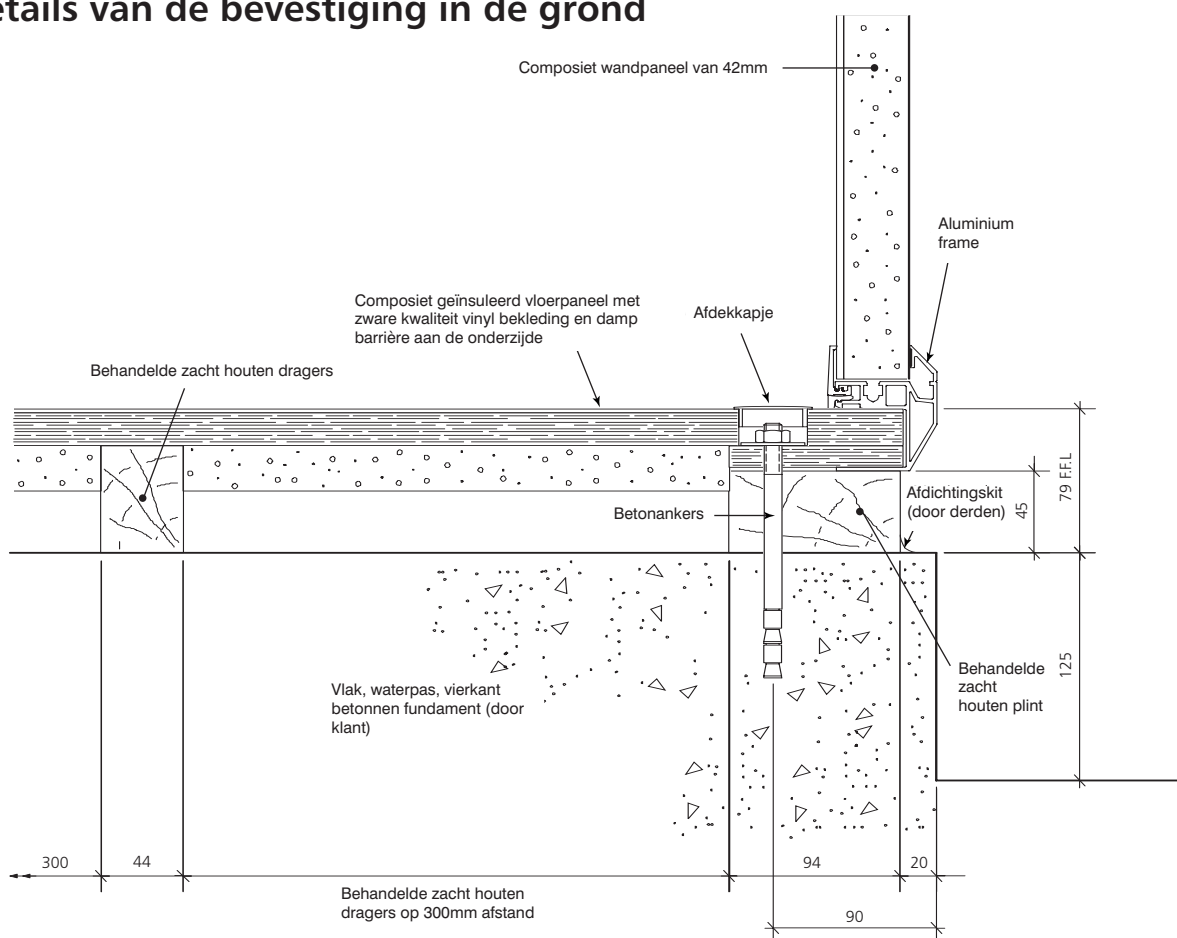 etails van de bevestiging in de grond
Composiet wandpaneel van 42mm
Aluminium
frame
Composiet geïnsuleerd vloerpaneel met
zware kwaliteit vinyl bekleding en damp
barrière aan de onderzijde
Afdekkapje
Behandelde zacht houten dragers
Betonankers
Afdichtingskit
(door derden)
45
79 F.F.L
125
Behandelde
zacht
houten plint
Vlak, waterpas, vierkant
betonnen fundament (door
klant)
300
44
94
20
Behandelde zacht houten
dragers op 300mm afstand
90